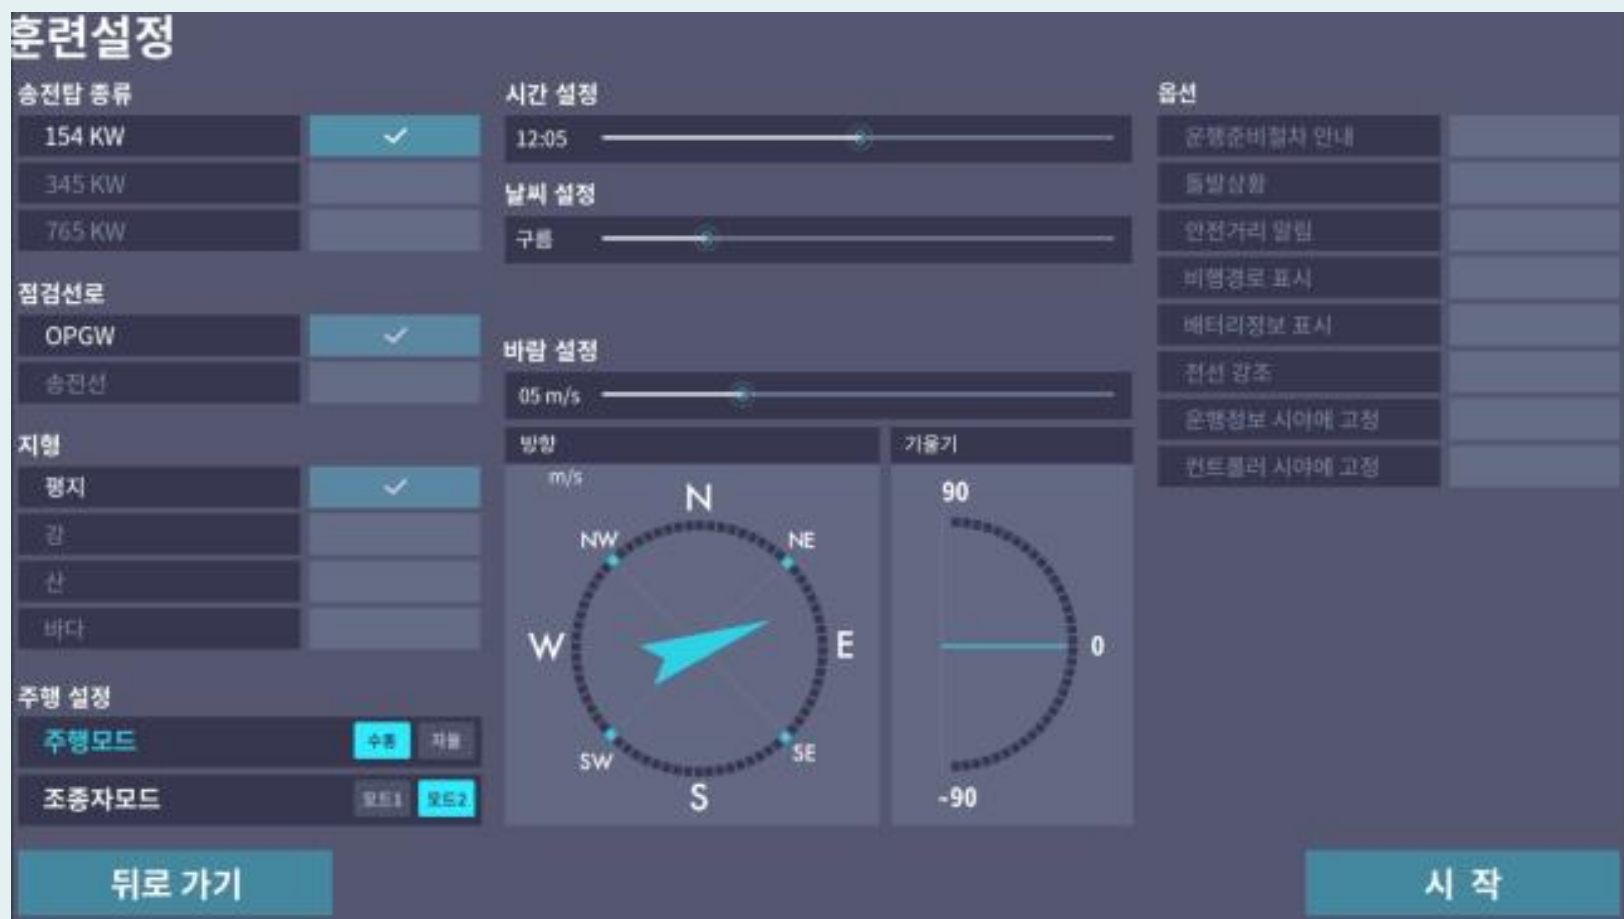 훈련설정
송전탑 종류
154 KW
345 KW
765 KW
점검선로
OPGW
송전선
지형
평지
강
산
바다
주행 설정
주행모드 수동 자율
조종자모드 모드1 모드2
뒤로 가기
시간 설정
12:05
날씨 설정
구름
바람 설정
05 m/s
방향
m/s
N
NW NE
W E
SW SE
S
기울기
90
0
-90
옵션
운행준비절차 안내
돌발상황
안전거리 알림
비행경로 표시
배터리정보 표시
전선 강조
운행정보 시야에 고정
컨트롤러 시야에 고정
시 작